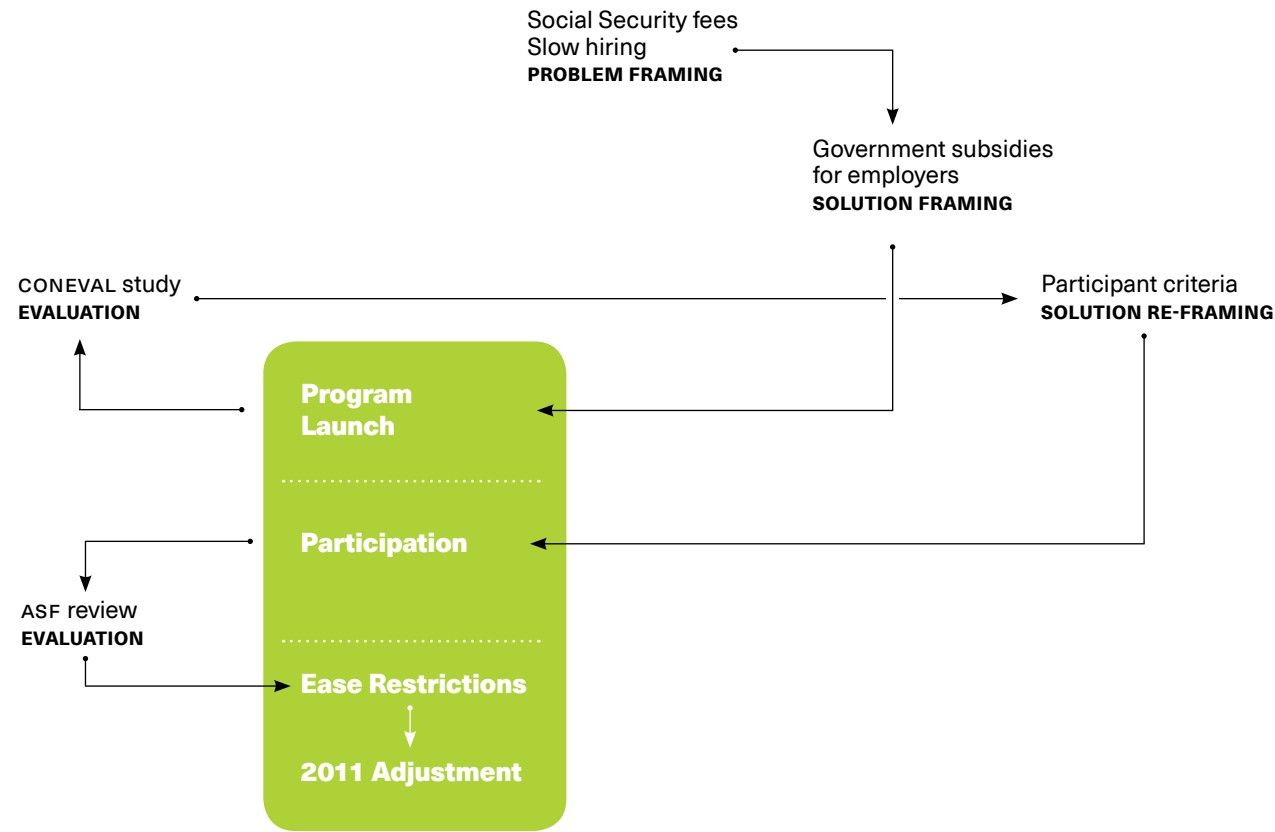 Social Security fees
Slow hiring
PROBLEM FRAMING
Government subsidies
for employers
SOLUTION FRAMING
CONEVAL study
EVALUATION
Participant criteria
SOLUTION RE-FRAMING
Program
Launch
Participation
ASF review
EVALUATION
Ease Restrictions
2011 Adjustment